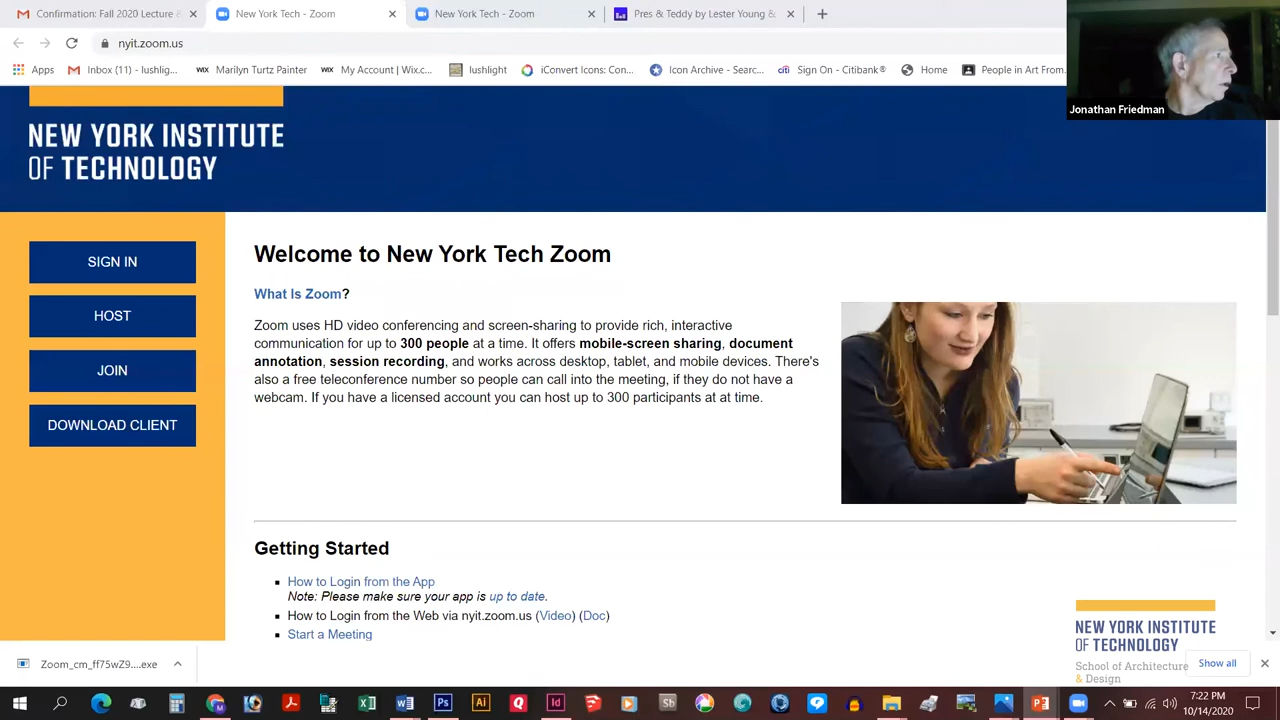 Confirmation: Fall 2020 Lecture
New York Tech - Zoom
New York Tech - Zoom
Pres & Teddy by Lester Young &
nyit.zoom.us
Apps
Inbox (11) - lushlig...
WIX Marilyn Turtz Painter
WIX My Account | Wix.c...
lushlight
iConvert Icons: Con...
Icon Archive - Searc...
citi Sign On - Citibank®
Home
People in Art From
Jonathan Friedman
NEW YORK INSTITUTE
OF TECHNOLOGY
SIGN IN
HOST
JOIN
DOWNLOAD CLIENT
Welcome to New York Tech Zoom
What Is Zoom?
Zoom uses HD video conferencing and screen-sharing to provide rich, interactive
communication for up to 300 people at a time. It offers mobile-screen sharing, document
annotation, session recording, and works across desktop, tablet, and mobile devices. There's
also a free teleconference number so people can call into the meeting, if they do not have a
webcam. If you have a licensed account you can host up to 300 participants at at time.
Getting Started
How to Login from the App
Note: Please make sure your app is up to date.
How to Login from the Web via nyit.zoom.us (Video) (Doc)
Start a Meeting
NEW YORK INSTITUTE
OF TECHNOLOGY
School of Architecture
& Design
Zoom_cm_ff75wZ9....exe
Show all
7:22 PM
10/14/2020